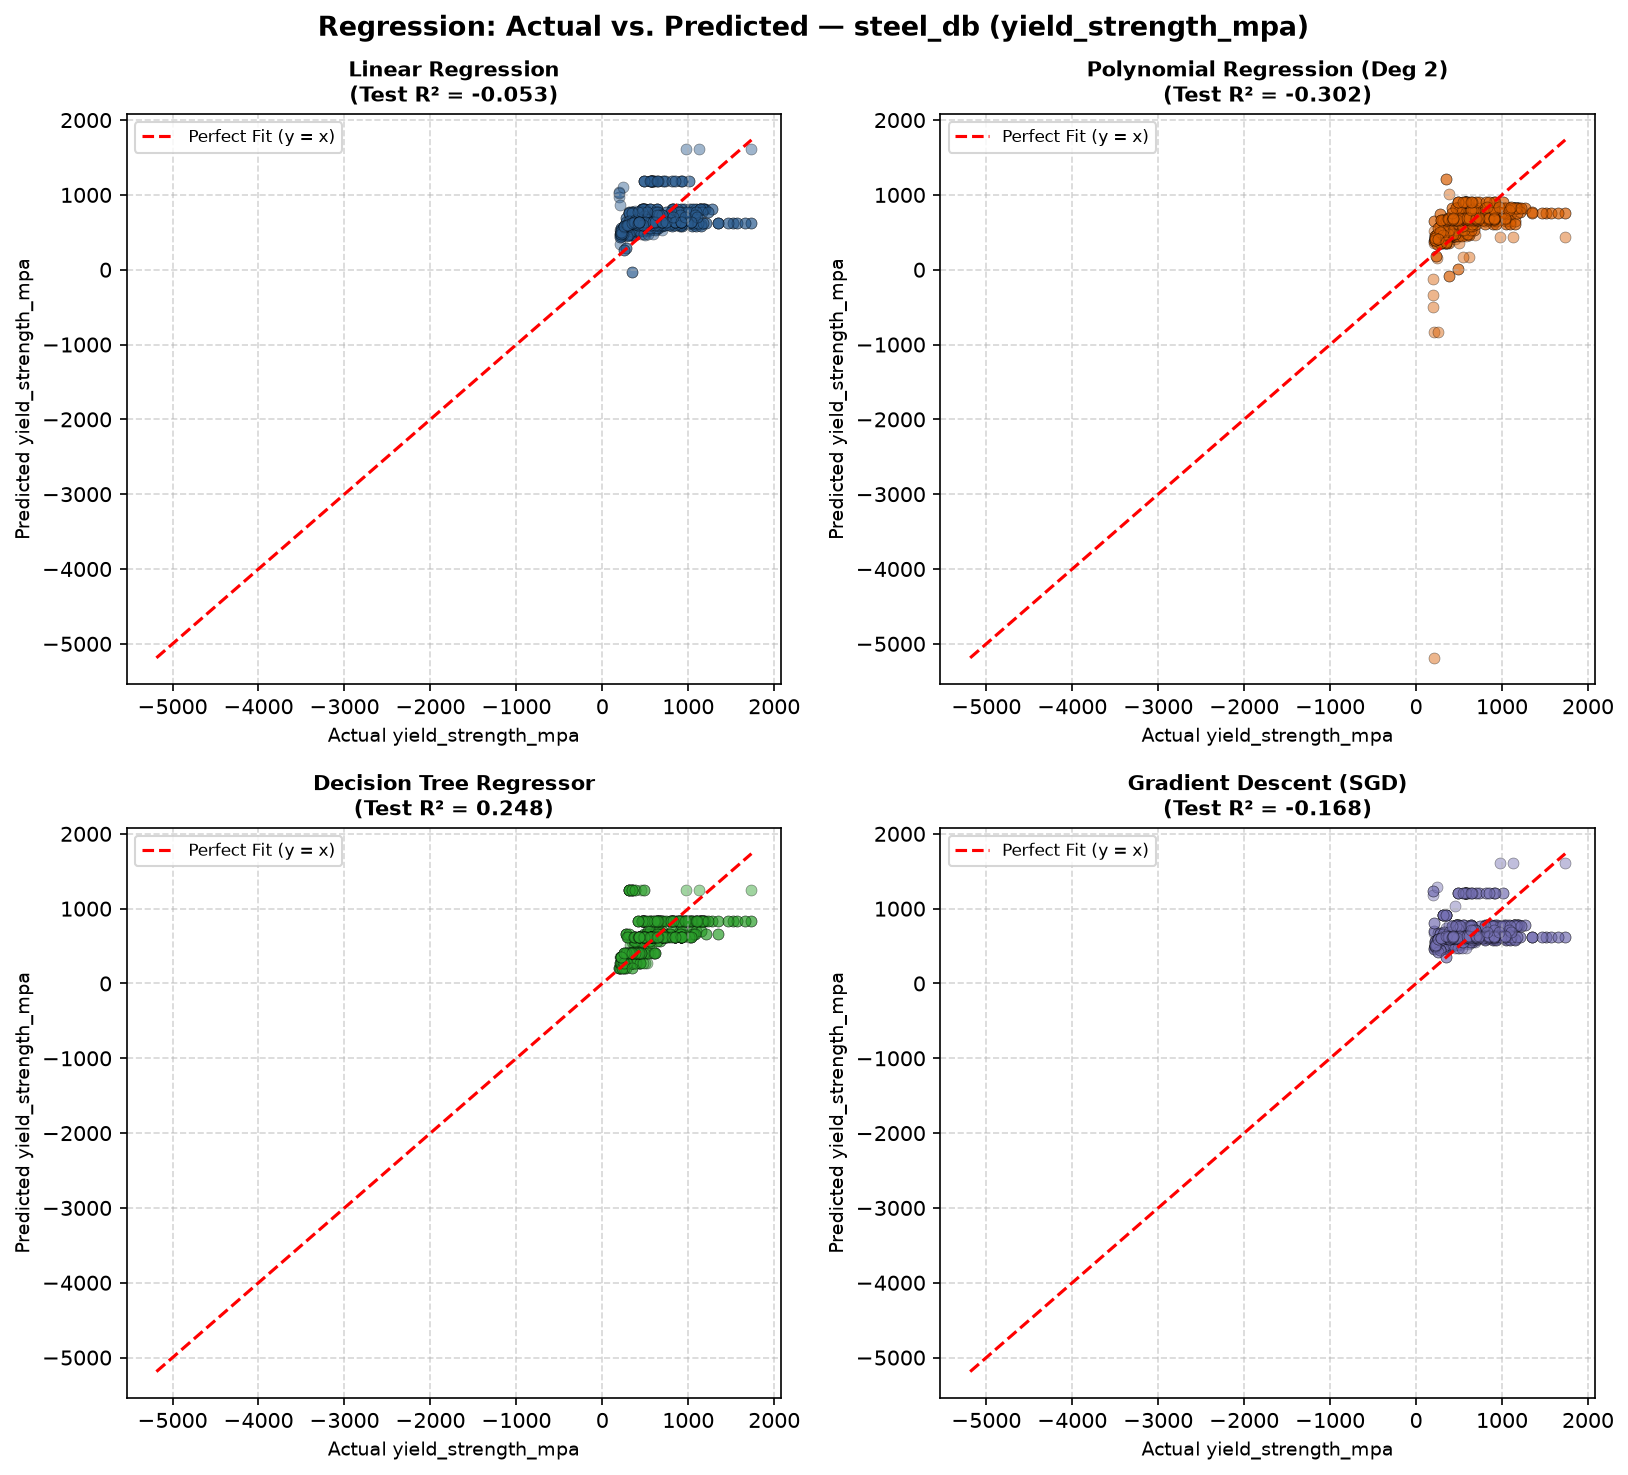 Regression: Actual vs. Predicted — steel_db (yield_strength_mpa)
Linear Regression
(Test R² = -0.053)
Perfect Fit (y = x)
2000
1000
0
−1000
−2000
−3000
−4000
−5000
Predicted yield_strength_mpa
−5000 −4000 −3000 −2000 −1000 0 1000 2000
Actual yield_strength_mpa
Polynomial Regression (Deg 2)
(Test R² = -0.302)
Perfect Fit (y = x)
2000
1000
0
−1000
−2000
−3000
−4000
−5000
Predicted yield_strength_mpa
−5000 −4000 −3000 −2000 −1000 0 1000 2000
Actual yield_strength_mpa
Decision Tree Regressor
(Test R² = 0.248)
Perfect Fit (y = x)
2000
1000
0
−1000
−2000
−3000
−4000
−5000
Predicted yield_strength_mpa
−5000 −4000 −3000 −2000 −1000 0 1000 2000
Actual yield_strength_mpa
Gradient Descent (SGD)
(Test R² = -0.168)
Perfect Fit (y = x)
2000
1000
0
−1000
−2000
−3000
−4000
−5000
Predicted yield_strength_mpa
−5000 −4000 −3000 −2000 −1000 0 1000 2000
Actual yield_strength_mpa